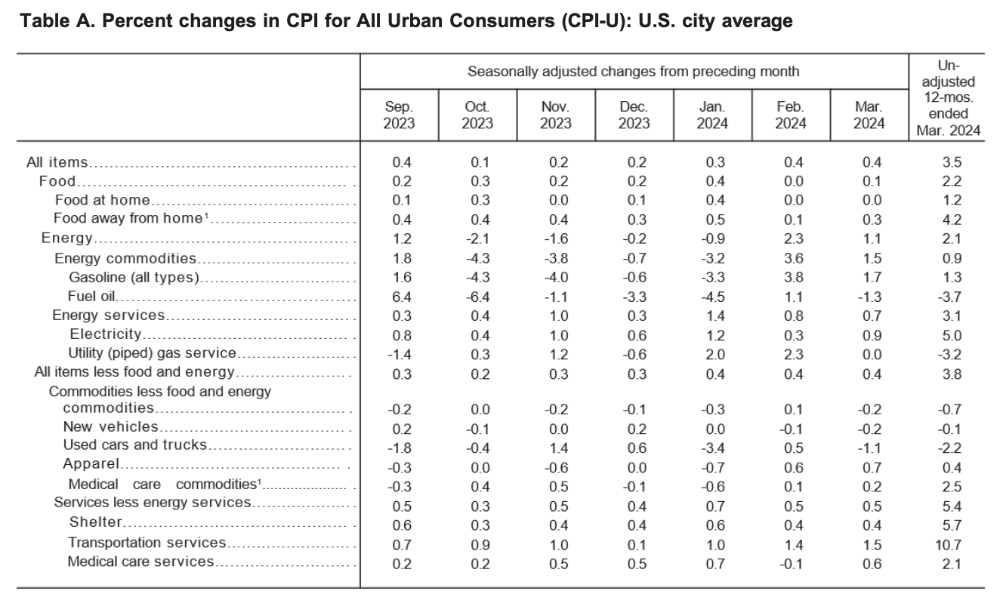 Table A. Percent changes in CPI for All Urban Consumers (CPI-U): U.S. city average
Seasonally adjusted changes from preceding month
Un-
adjusted
12-mos.
ended
Mar. 2024
Sep. Oct. Nov. Dec. Jan. Feb. Mar.
2023 2023 2023 2023 2024 2024 2024
All items 0.4 0.1 0.2 0.2 0.3 0.4 0.4 3.5
Food 0.2 0.3 0.2 0.2 0.4 0.0 0.1 2.2
Food at home 0.1 0.3 0.0 0.1 0.4 0.0 0.0 1.2
Food away from home¹ 0.4 0.4 0.4 0.3 0.5 0.1 0.3 4.2
Energy 1.2 -2.1 -1.6 -0.2 -0.9 2.3 1.1 2.1
Energy commodities 1.8 -4.3 -3.8 -0.7 -3.2 3.6 1.5 0.9
Gasoline (all types) 1.6 -4.3 -4.0 -0.6 -3.3 3.8 1.7 1.3
Fuel oil 6.4 -6.4 -1.1 -3.3 -4.5 1.1 -1.3 -3.7
Energy services 0.3 0.4 1.0 0.3 1.4 0.8 0.7 3.1
Electricity 0.8 0.4 1.0 0.6 1.2 0.3 0.9 5.0
Utility (piped) gas service -1.4 0.3 1.2 -0.6 2.0 2.3 0.0 -3.2
All items less food and energy 0.3 0.2 0.3 0.3 0.4 0.4 0.4 3.8
Commodities less food and energy
commodities -0.2 0.0 -0.2 -0.1 -0.3 0.1 -0.2 -0.7
New vehicles 0.2 -0.1 0.0 0.2 0.0 -0.1 -0.2 -0.1
Used cars and trucks -1.8 -0.4 1.4 0.6 -3.4 0.5 -1.1 -2.2
Apparel -0.3 0.0 -0.6 0.0 -0.7 0.6 0.7 0.4
Medical care commodities¹ -0.3 0.4 0.5 -0.1 -0.6 0.1 0.2 2.5
Services less energy services 0.5 0.3 0.5 0.4 0.7 0.5 0.5 5.4
Shelter 0.6 0.3 0.4 0.4 0.6 0.4 0.4 5.7
Transportation services 0.7 0.9 1.0 0.1 1.0 1.4 1.5 10.7
Medical care services 0.2 0.2 0.5 0.5 0.7 -0.1 0.6 2.1